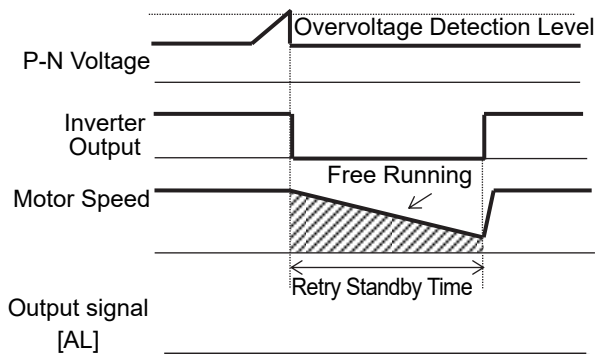 Overvoltage Detection Level
P-N Voltage
Inverter
Output
Free Running
Motor Speed
Retry Standby Time
Output signal
[AL]